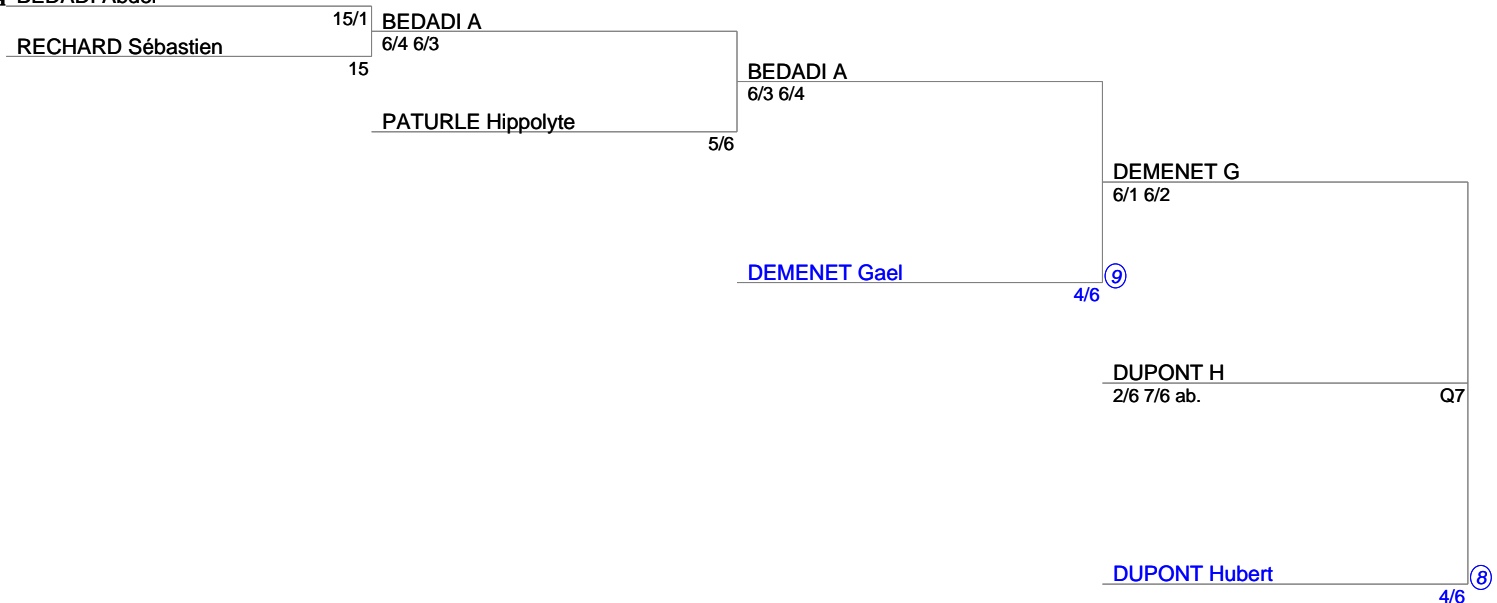 BEDADI Abdel
15/1
BEDADI A
RECHARD Sébastien
6/4 6/3
15
BEDADI A
6/3 6/4
PATURLE Hippolyte
5/6
DEMENET G
6/1 6/2
DEMENET Gael
9
4/6
DUPONT H
2/6 7/6 ab.
Q7
DUPONT Hubert
8
4/6